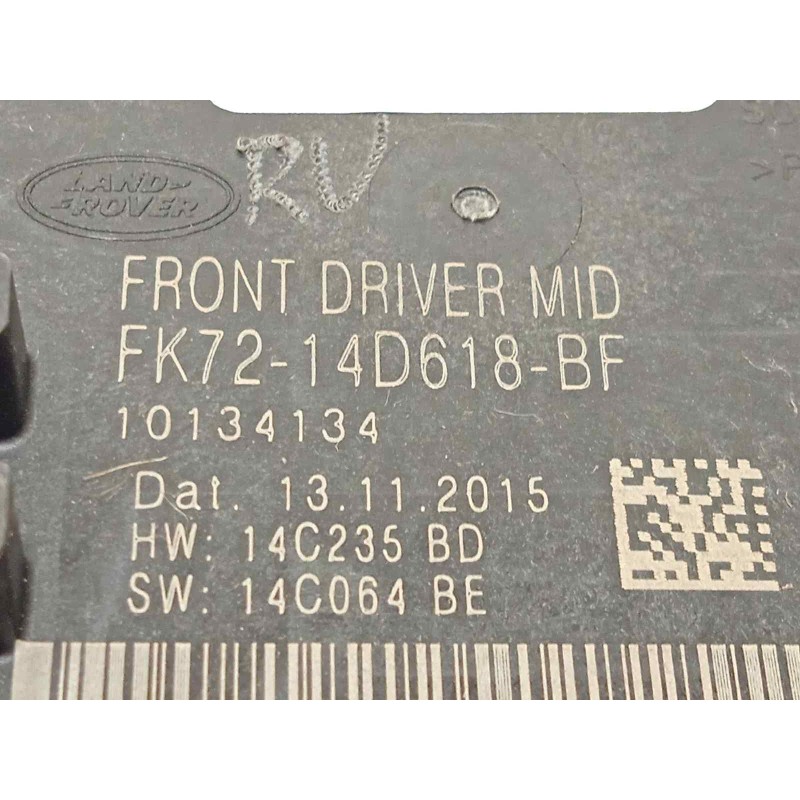 RV
LAND
ROVER
FRONT DRIVER MID
FK72-14D618-BF
10134134
Dat. 13.11.2015
HW: 14C235 BD
SW: 14C064 BE